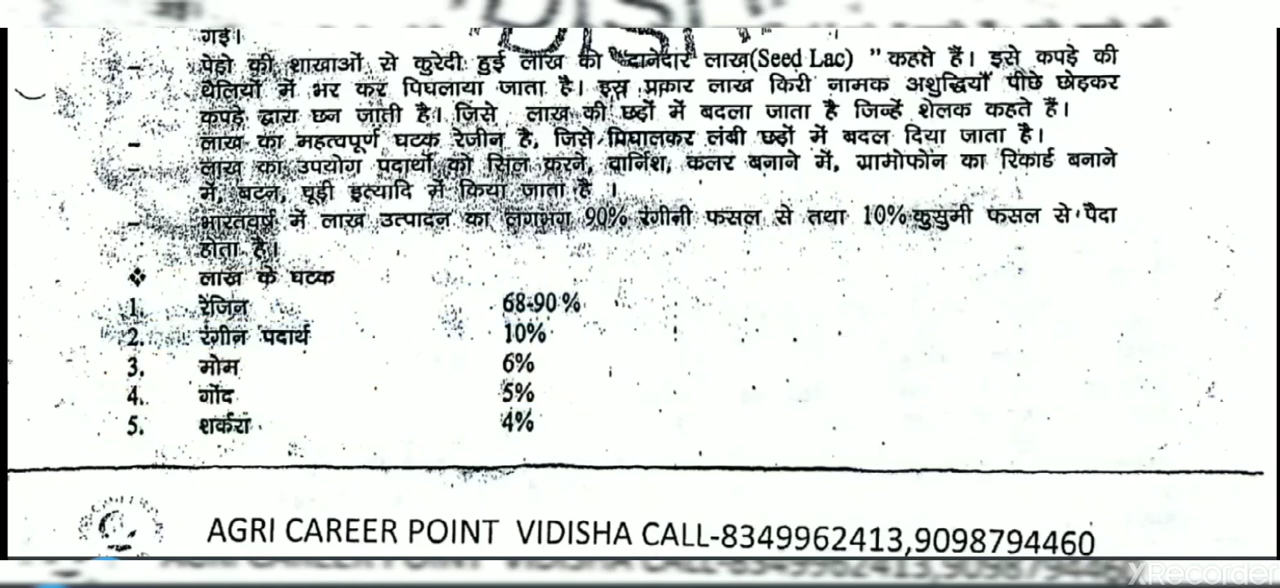 गई।
– पेड़ो की शाखाओं से कुरेदी हुई लाख को "दानेदार लाख(Seed Lac) " कहते हैं। इसे कपड़े की
थैलियों में भर कर पिघलाया जाता है। इस प्रकार लाख किरी नामक अशुद्धियाँ पीछे छोड़कर
कपड़े द्वारा छन जाती है। जिसे लाख की छड़ों में बदला जाता है जिन्हें शेलक कहते हैं।
– लाख का महत्वपूर्ण घटक रेजीन है, जिसे पिघालकर लंबी छड़ों में बदल दिया जाता है।
– लाख का उपयोग पदार्थो को सिल करने, वार्निश, कलर बनाने में, ग्रामोफोन का रिकार्ड बनाने
में, बटन, चूड़ी इत्यादि में किया जाता है ।
– भारतवर्ष में लाख उत्पादन का लगभग 90% रंगीनी फसल से तथा 10% कुसुमी फसल से पैदा
होता है।
❖ लाख के घटक
1. रेजिन 68-90 %
2. रंगीन पदार्थ 10%
3. मोम 6%
4. गोंद 5%
5. शर्करा 4%
AGRI CAREER POINT VIDISHA CALL-8349962413,9098794460
XRecorder